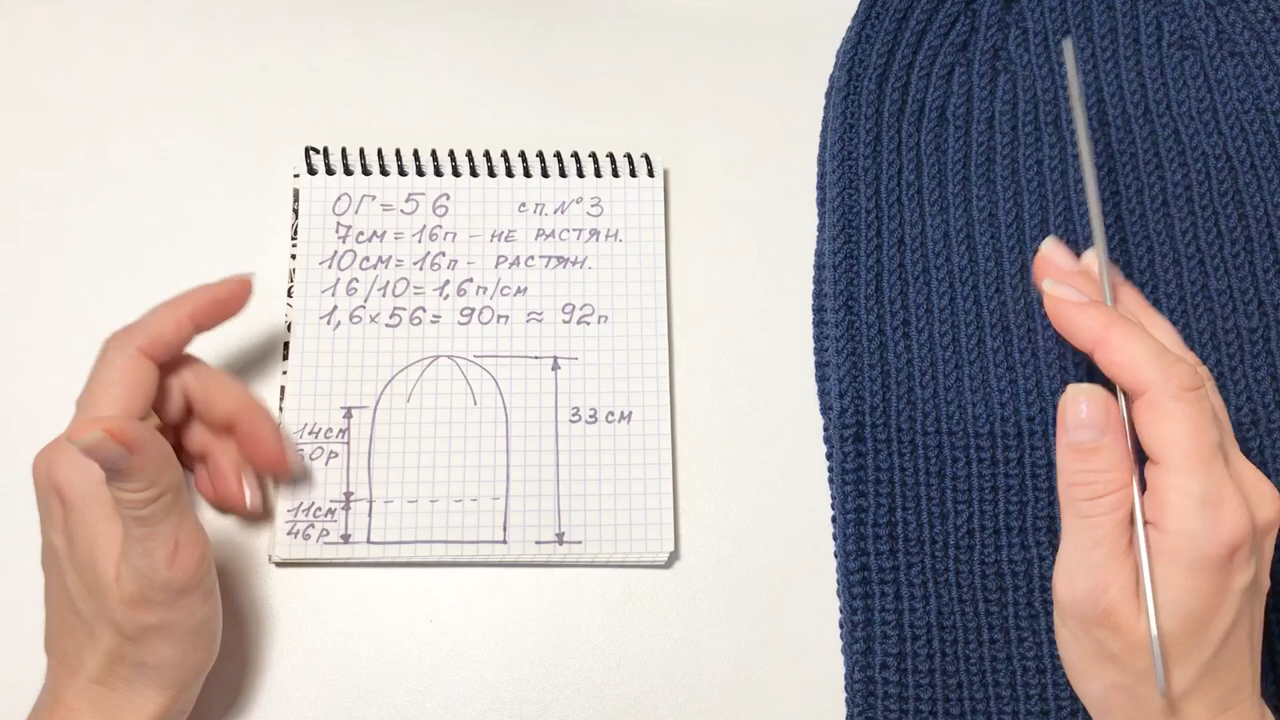 ОГ=56 сп.№3
7см=16п - НЕ РАСТЯН.
10см=16п - РАСТЯН.
16/10=1,6п/см
1,6×56= 90п ≈ 92п
33см
14см
11см
46р